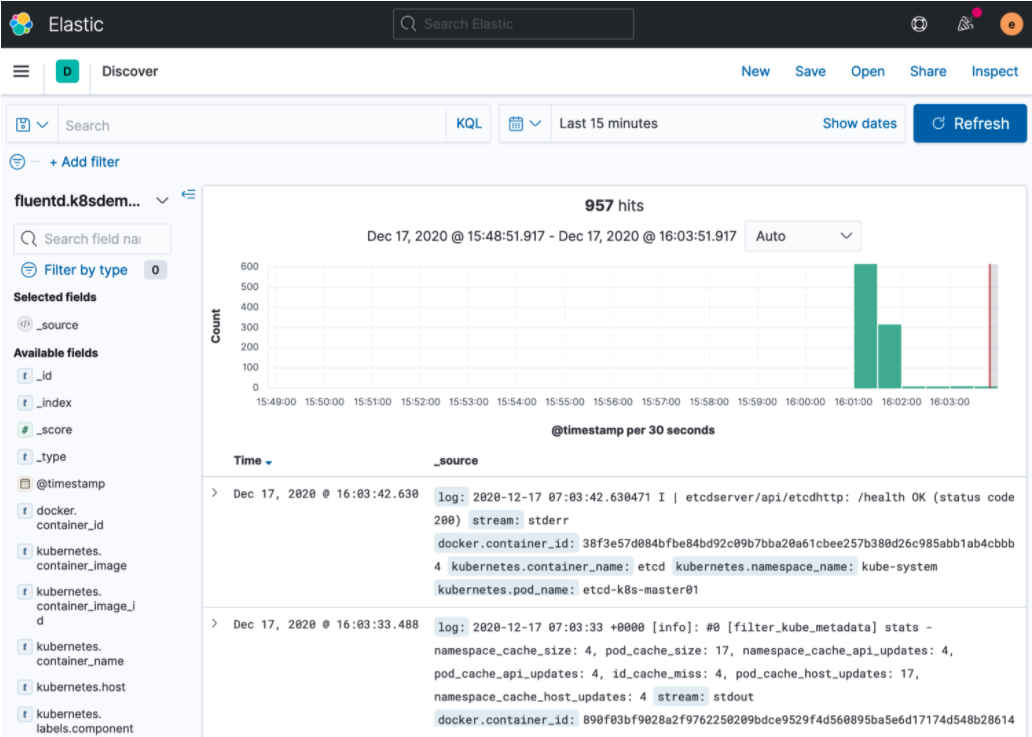 Elastic
Search Elastic
e
D
Discover
New Save Open Share Inspect
Search
KQL
Last 15 minutes
Show dates
Refresh
+ Add filter
fluentd.k8sdem...
Search field nai
Filter by type 0
Selected fields
_source
Available fields
t _id
t _index
# _score
t _type
@timestamp
t docker.
container_id
t kubernetes.
container_image
t kubernetes.
container_image_i
d
t kubernetes.
container_name
t kubernetes.host
t kubernetes.
labels.component
957 hits
Dec 17, 2020 @ 15:48:51.917 - Dec 17, 2020 @ 16:03:51.917
Auto
Count
600
500
400
300
200
100
0
15:49:00 15:50:00 15:51:00 15:52:00 15:53:00 15:54:00 15:55:00 15:56:00 15:57:00 15:58:00 15:59:00 16:00:00 16:01:00 16:02:00 16:03:00
@timestamp per 30 seconds
Time _source
Dec 17, 2020 @ 16:03:42.630
log: 2020-12-17 07:03:42.630471 I | etcdserver/api/etcdhttp: /health OK (status code
200) stream: stderr
docker.container_id: 38f3e57d084bfbe84bd92c09b7bba20a61cbee257b380d26c985abb1ab4cbbb
4 kubernetes.container_name: etcd kubernetes.namespace_name: kube-system
kubernetes.pod_name: etcd-k8s-master01
Dec 17, 2020 @ 16:03:33.488
log: 2020-12-17 07:03:33 +0000 [info]: #0 [filter_kube_metadata] stats -
namespace_cache_size: 4, pod_cache_size: 17, namespace_cache_api_updates: 4,
pod_cache_api_updates: 4, id_cache_miss: 4, pod_cache_host_updates: 17,
namespace_cache_host_updates: 4 stream: stdout
docker.container_id: 890f03bf9028a2f9762250209bdce9529f4d560895ba5e6d17174d548b28614